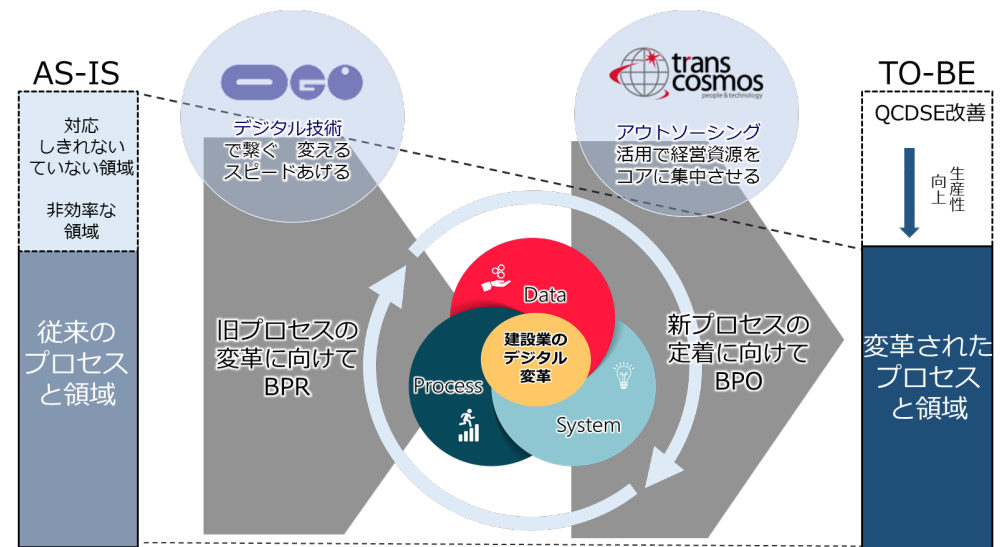 AS-IS
対応
しきれない
ていない領域
非効率な
領域
従来の
プロセス
と領域
OGO
デジタル技術
で繋ぐ 変える
スピードあげる
trans
cosmos
people & technology
アウトソーシング
活用で経営資源を
コアに集中させる
旧プロセスの
変革に向けて
BPR
Data
建設業の
デジタル
変革
Process
System
新プロセスの
定着に向けて
BPO
TO-BE
QCDSE改善
生産性
向上
変革された
プロセス
と領域